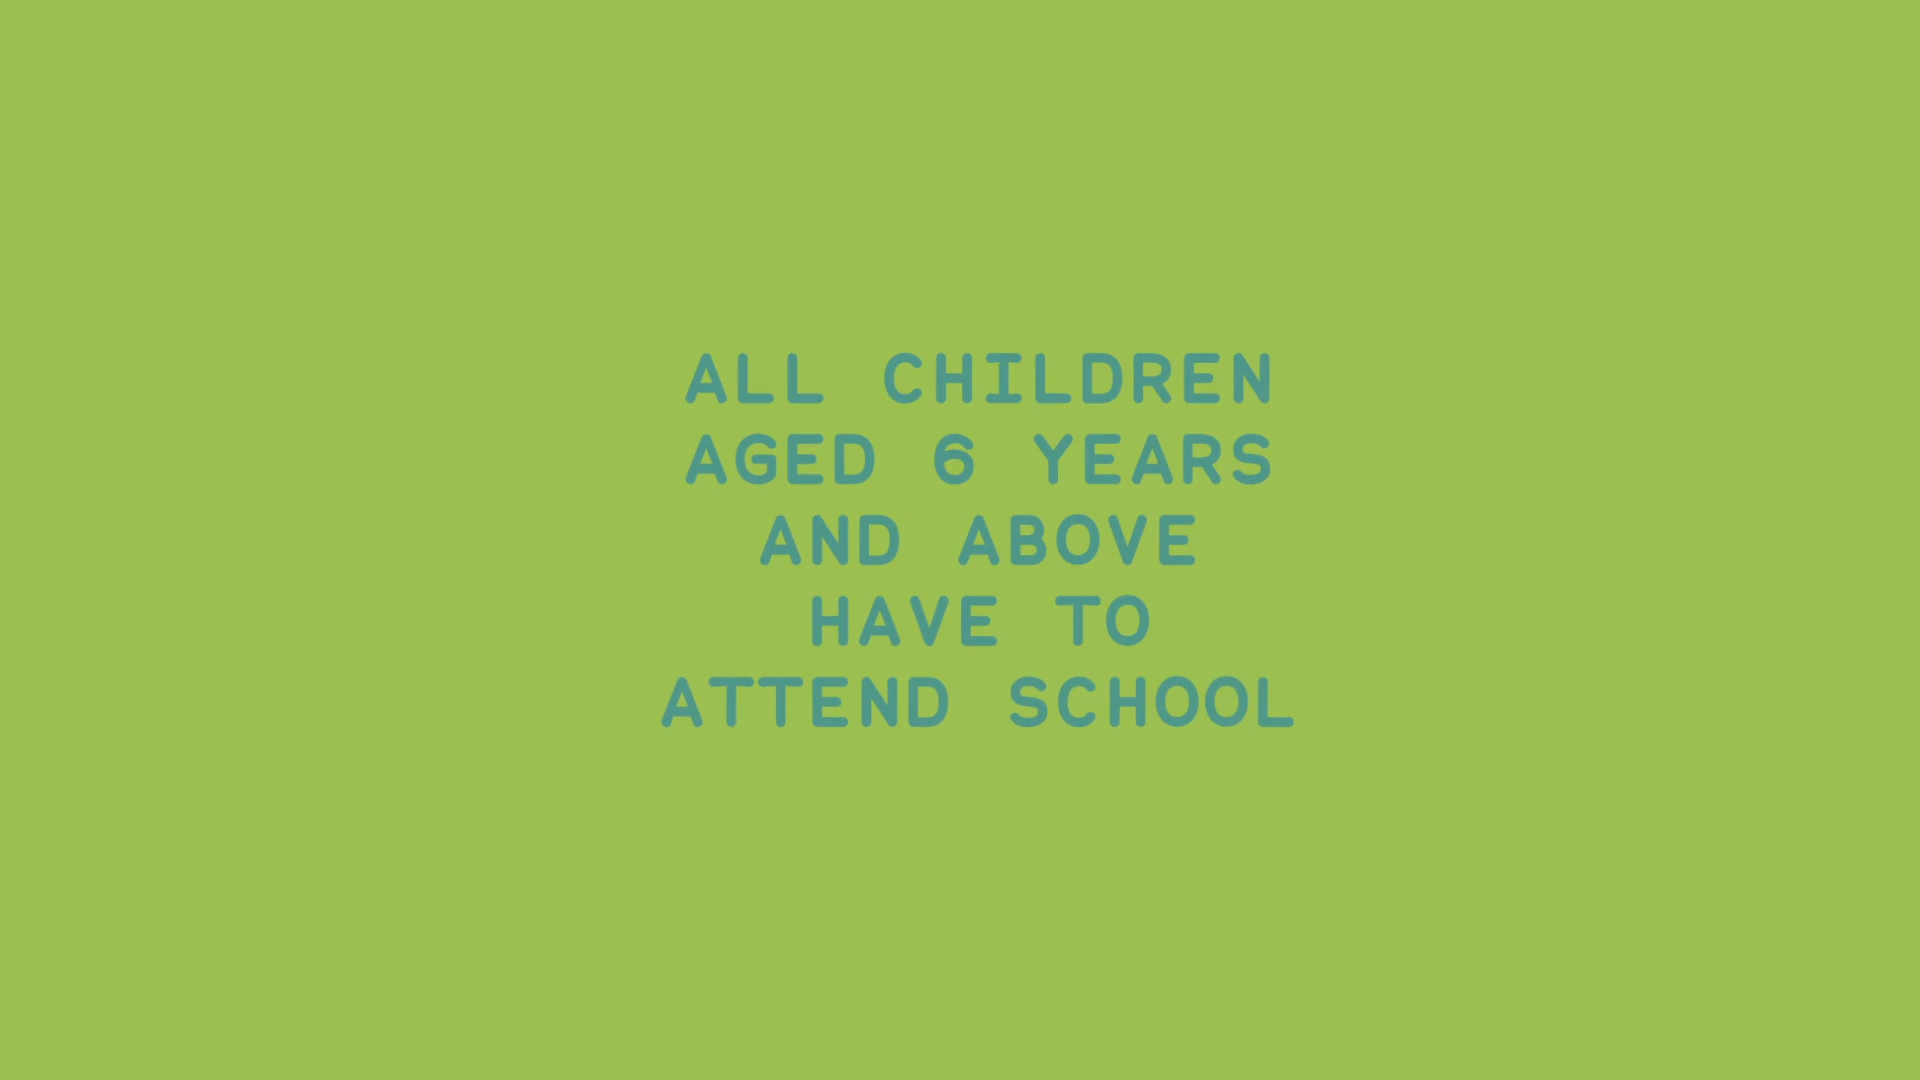 ALL CHILDREN
AGED 6 YEARS
AND ABOVE
HAVE TO
ATTEND SCHOOL